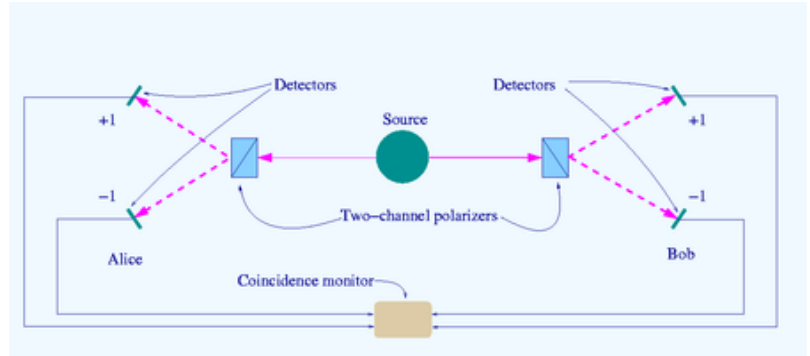 Detectors
Detectors
+1
Source
+1
−1
−1
Two−channel polarizers
Alice
Bob
Coincidence monitor